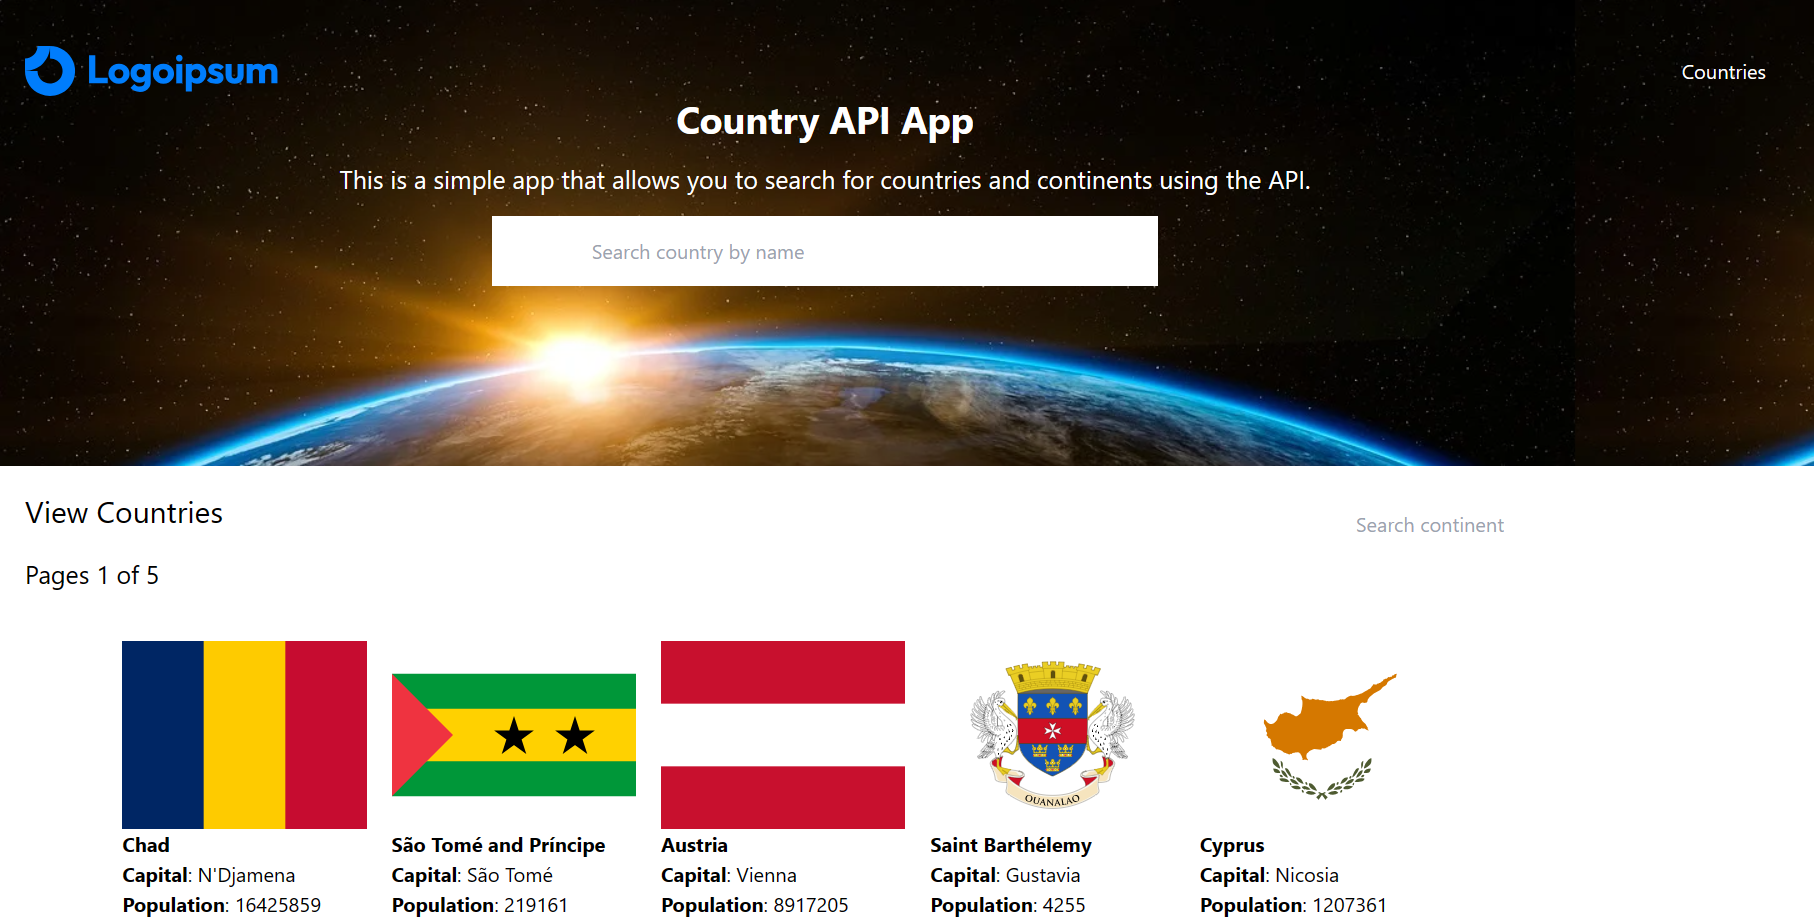 Logoipsum
Countries
Country API App
This is a simple app that allows you to search for countries and continents using the API.
Search country by name
View Countries
Search continent
Pages 1 of 5
OUANALAO
Chad
Capital: N'Djamena
Population: 16425859
São Tomé and Príncipe
Capital: São Tomé
Population: 219161
Austria
Capital: Vienna
Population: 8917205
Saint Barthélemy
Capital: Gustavia
Population: 4255
Cyprus
Capital: Nicosia
Population: 1207361